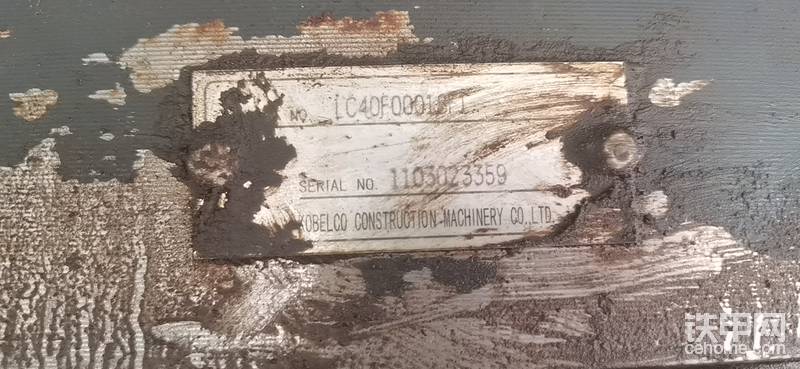 NO. LC40F00018F1
SERIAL NO. 1103023359
KOBELCO CONSTRUCTION MACHINERY CO.,LTD.
铁甲网
cehome.com